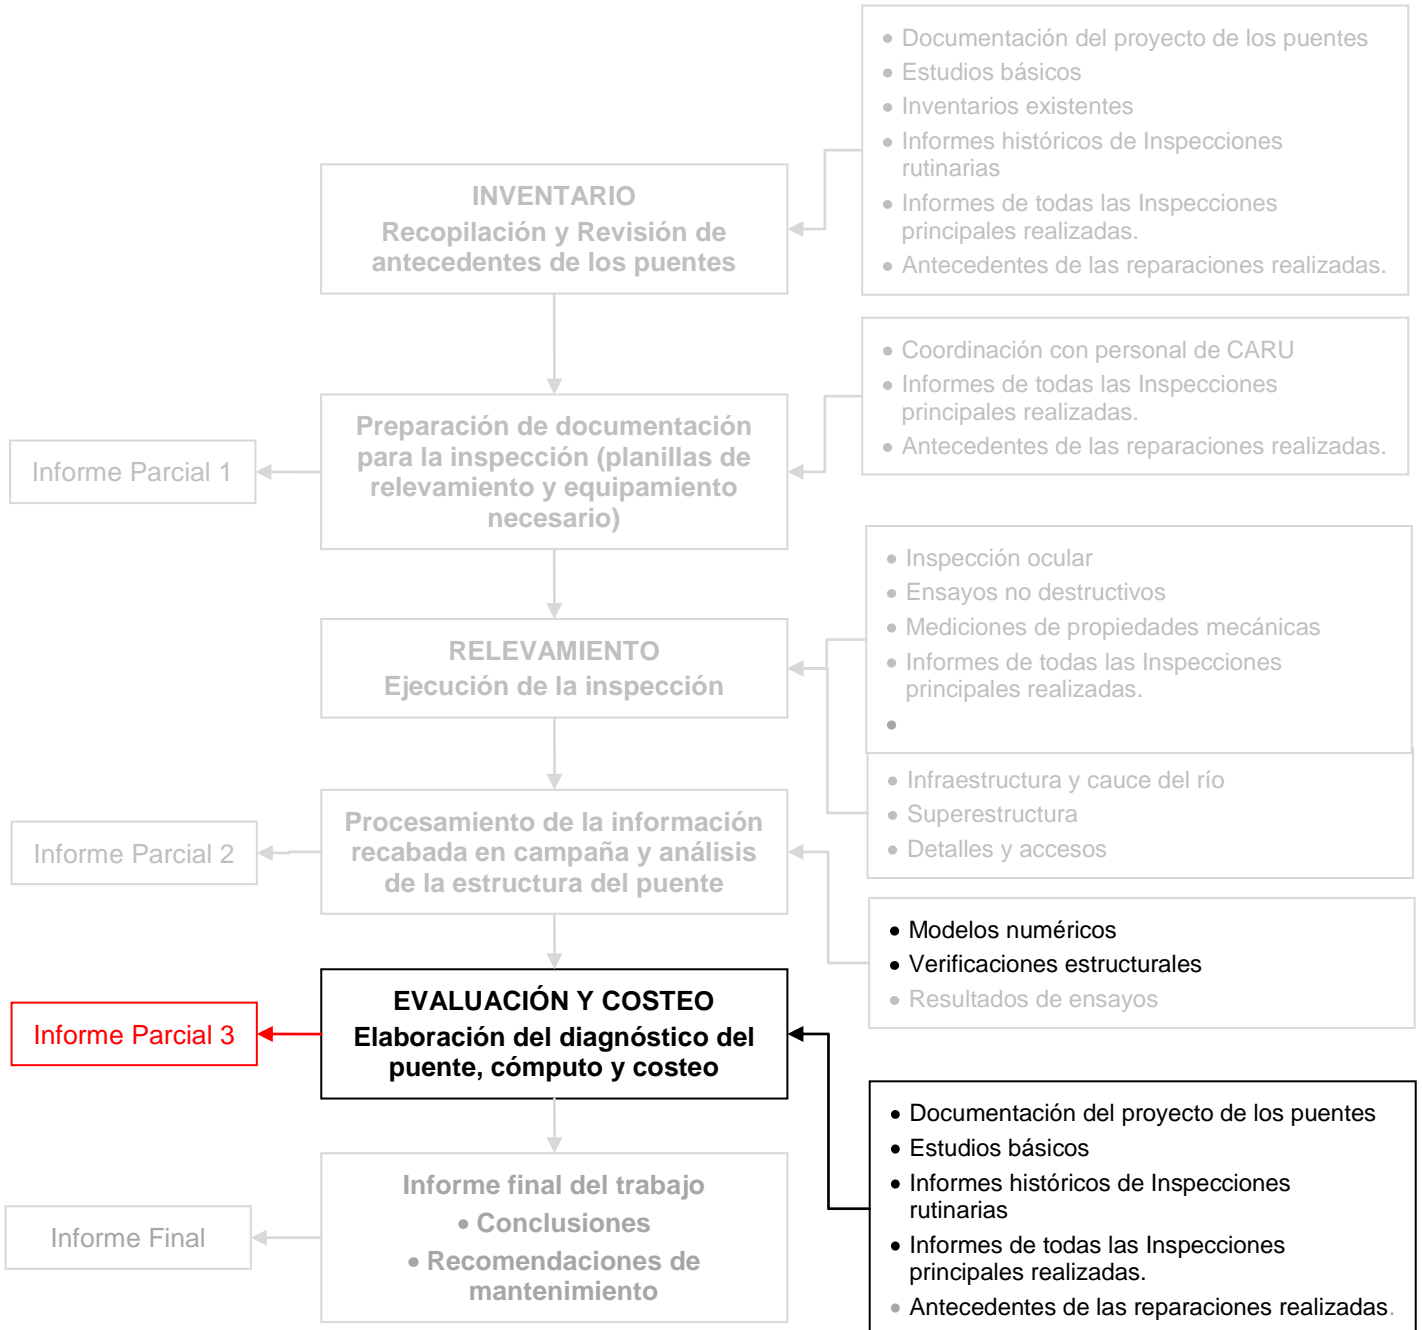 • Documentación del proyecto de los puentes
• Estudios básicos
• Inventarios existentes
• Informes históricos de Inspecciones
rutinarias
• Informes de todas las Inspecciones
principales realizadas.
• Antecedentes de las reparaciones realizadas.
INVENTARIO
Recopilación y Revisión de
antecedentes de los puentes
• Coordinación con personal de CARU
• Informes de todas las Inspecciones
principales realizadas.
• Antecedentes de las reparaciones realizadas.
Preparación de documentación
para la inspección (planillas de
relevamiento y equipamiento
necesario)
Informe Parcial 1
• Inspección ocular
• Ensayos no destructivos
• Mediciones de propiedades mecánicas
• Informes de todas las Inspecciones
principales realizadas.
•
RELEVAMIENTO
Ejecución de la inspección
• Infraestructura y cauce del río
• Superestructura
• Detalles y accesos
Procesamiento de la información
recabada en campaña y análisis
de la estructura del puente
Informe Parcial 2
• Modelos numéricos
• Verificaciones estructurales
• Resultados de ensayos
EVALUACIÓN Y COSTEO
Elaboración del diagnóstico del
puente, cómputo y costeo
Informe Parcial 3
• Documentación del proyecto de los puentes
• Estudios básicos
• Informes históricos de Inspecciones
rutinarias
• Informes de todas las Inspecciones
principales realizadas.
• Antecedentes de las reparaciones realizadas.
Informe final del trabajo
• Conclusiones
• Recomendaciones de
mantenimiento
Informe Final